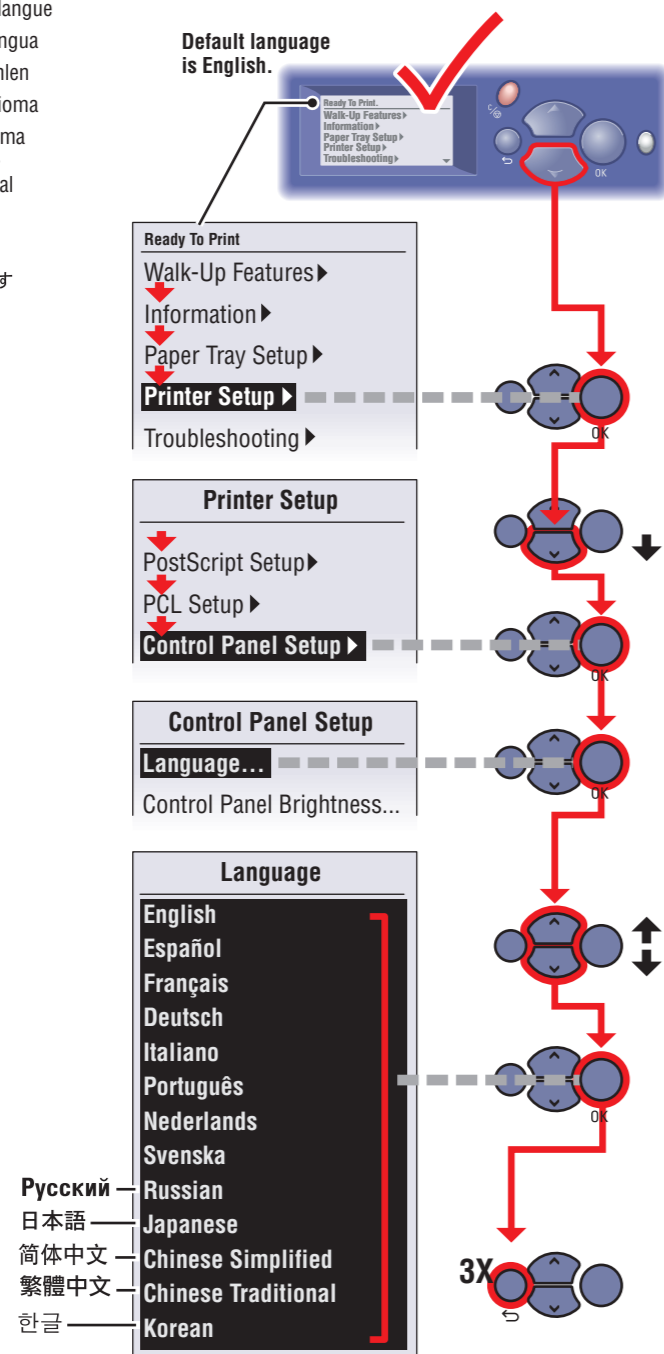 langue
ngua
hlen
ioma
ma
al
す
Default language
is English.
Ready To Print.
Walk-Up Features
Information
Paper Tray Setup
Printer Setup
Troubleshooting
OK
Ready To Print
Walk-Up Features
Information
Paper Tray Setup
Printer Setup
Troubleshooting
OK
Printer Setup
PostScript Setup
PCL Setup
Control Panel Setup
OK
Control Panel Setup
Language...
Control Panel Brightness...
OK
Language
English
Español
Français
Deutsch
Italiano
Português
Nederlands
Svenska
Русский Russian
日本語 Japanese
简体中文 Chinese Simplified
繁體中文 Chinese Traditional
한글 Korean
OK
3X